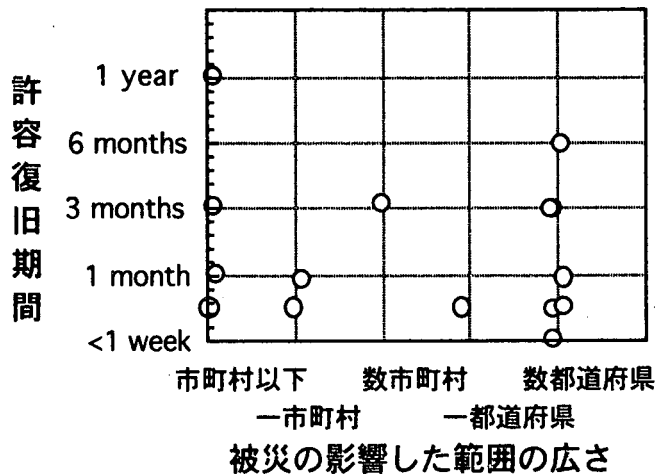 許容復旧期間
1 year
6 months
3 months
1 month
<1 week
市町村以下 数市町村 数都道府県
一市町村 一都道府県
被災の影響した範囲の広さ